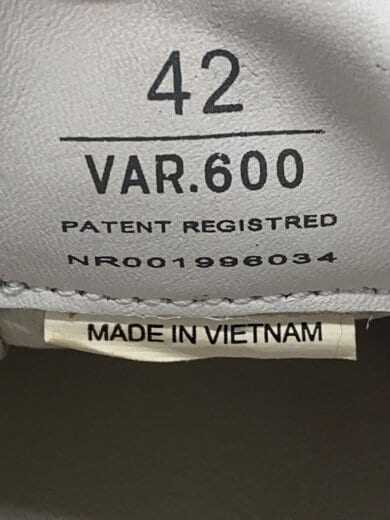 42
VAR.600
PATENT REGISTRED
NR001996034
MADE IN VIETNAM